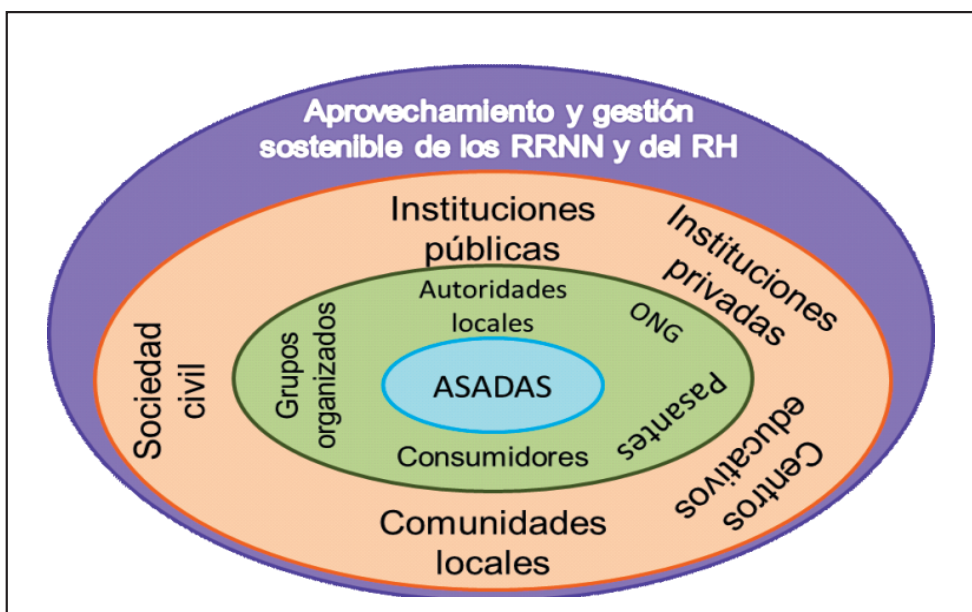 Aprovechamiento y gestión
sostenible de los RRNN y del RH
Instituciones
públicas
Instituciones
privadas
Sociedad
civil
Centros
educativos
Comunidades
locales
Autoridades
locales
ONG
Grupos
organizados
Pasantes
Consumidores
ASADAS